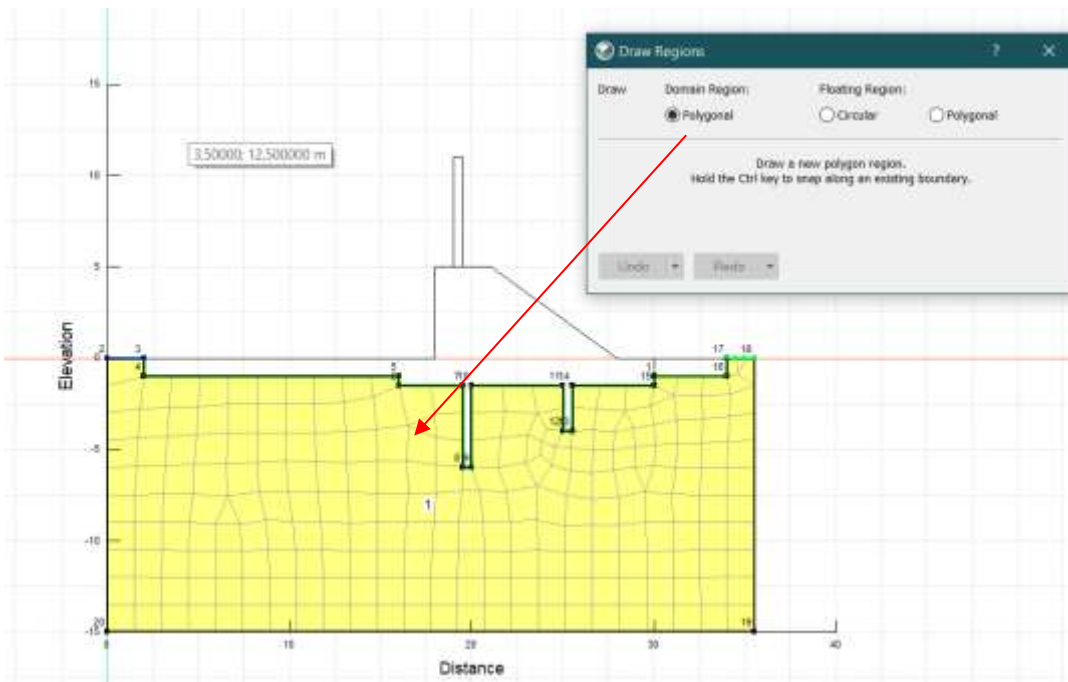 Draw Regions ? ×
Draw Domain Region: Floating Region:
Polygonal Circular Polygonal
Draw a new polygon region.
Hold the Ctrl key to snap along an existing boundary.
Undo Redo
3.50000; 12.500000 m
15
10
5
0
-5
-10
-15
Elevation
2 3
4
17 18
16
15
1
20
19
0 10 20 30 40
Distance